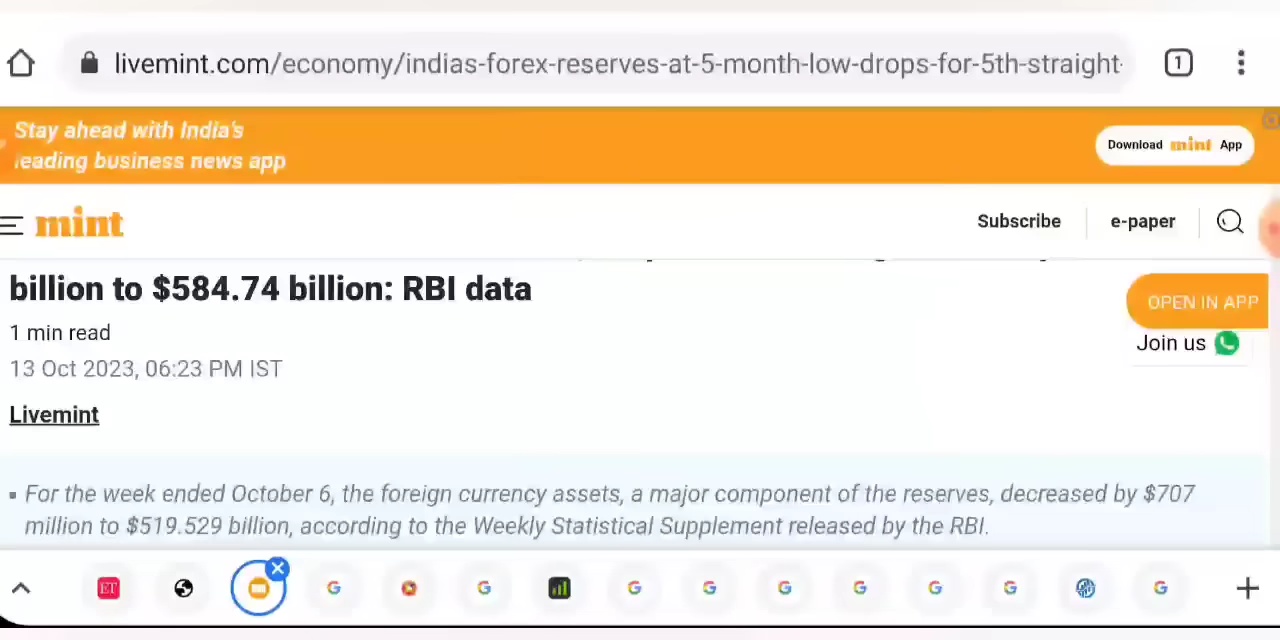 livemint.com/economy/indias-forex-reserves-at-5-month-low-drops-for-5th-straight-
1
Stay ahead with India's
leading business news app
Download mint App
mint
Subscribe
e-paper
billion to $584.74 billion: RBI data
OPEN IN APP
1 min read
Join us
13 Oct 2023, 06:23 PM IST
Livemint
▪ For the week ended October 6, the foreign currency assets, a major component of the reserves, decreased by $707
million to $519.529 billion, according to the Weekly Statistical Supplement released by the RBI.
ET